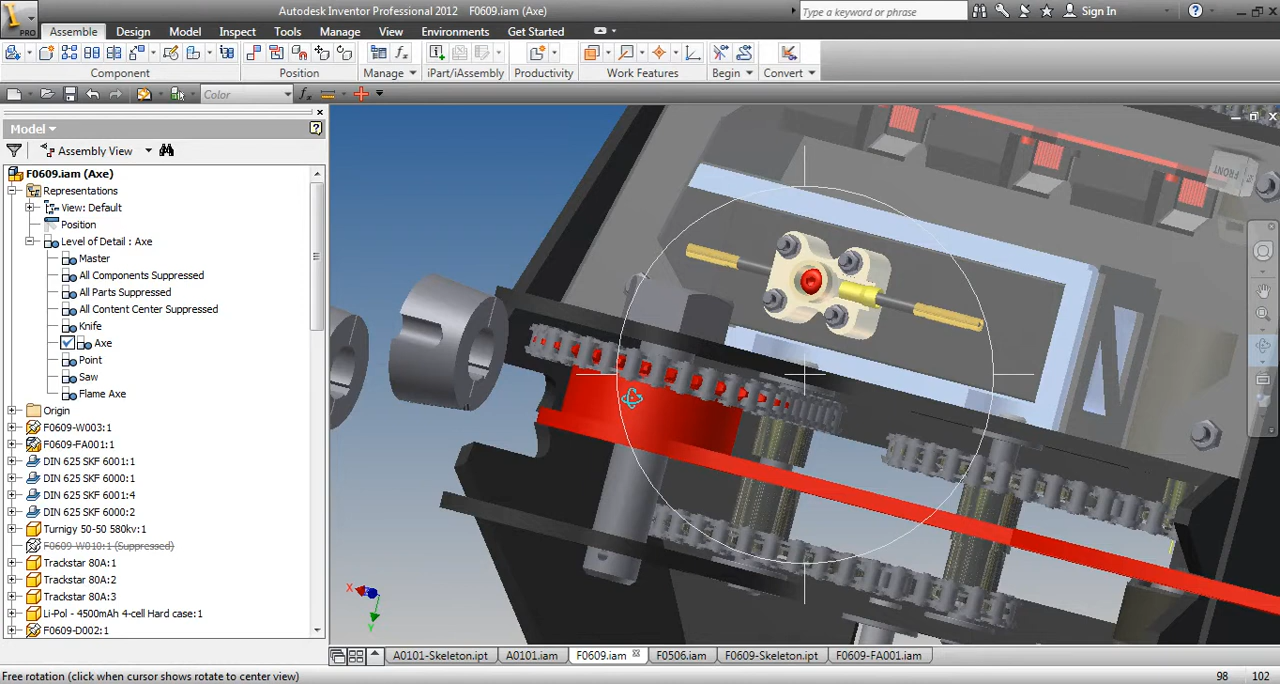 Autodesk Inventor Professional 2012 F0609.iam (Axe)
Type a keyword or phrase
Sign In
PRO
Assemble Design Model Inspect Tools Manage View Environments Get Started
Component Position Manage iPart/iAssembly Productivity Work Features Begin Convert
Color
Model
Assembly View
F0609.iam (Axe)
Representations
View: Default
Position
Level of Detail : Axe
Master
All Components Suppressed
All Parts Suppressed
All Content Center Suppressed
Knife
Axe
Point
Saw
Flame Axe
Origin
F0609-W003:1
F0609-FA001:1
DIN 625 SKF 6001:1
DIN 625 SKF 6000:1
DIN 625 SKF 6001:4
DIN 625 SKF 6000:2
Turnigy 50-50 580kv:1
F0609-W010:1 (Suppressed)
Trackstar 80A:1
Trackstar 80A:2
Trackstar 80A:3
Li-Pol - 4500mAh 4-cell Hard case:1
F0609-D002:1
FRONT
X
Y
A0101-Skeleton.ipt A0101.iam F0609.iam F0506.iam F0609-Skeleton.ipt F0609-FA001.iam
Free rotation (click when cursor shows rotate to center view)
98 102